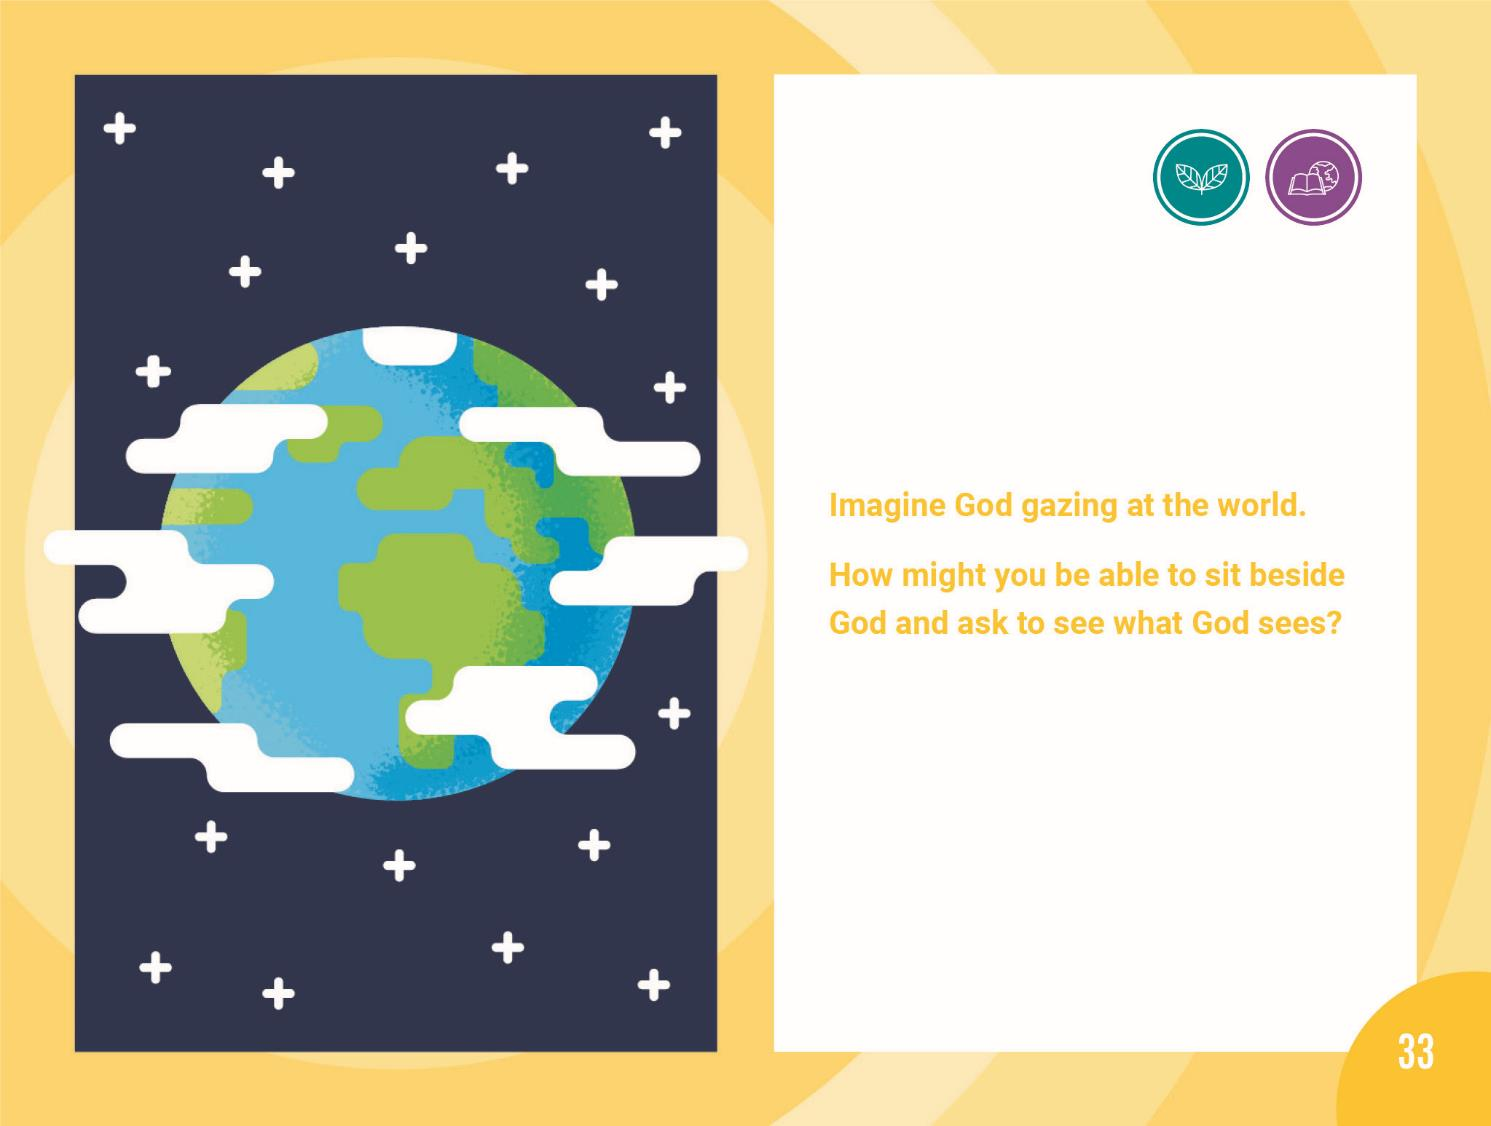 Imagine God gazing at the world.
How might you be able to sit beside
God and ask to see what God sees?
33